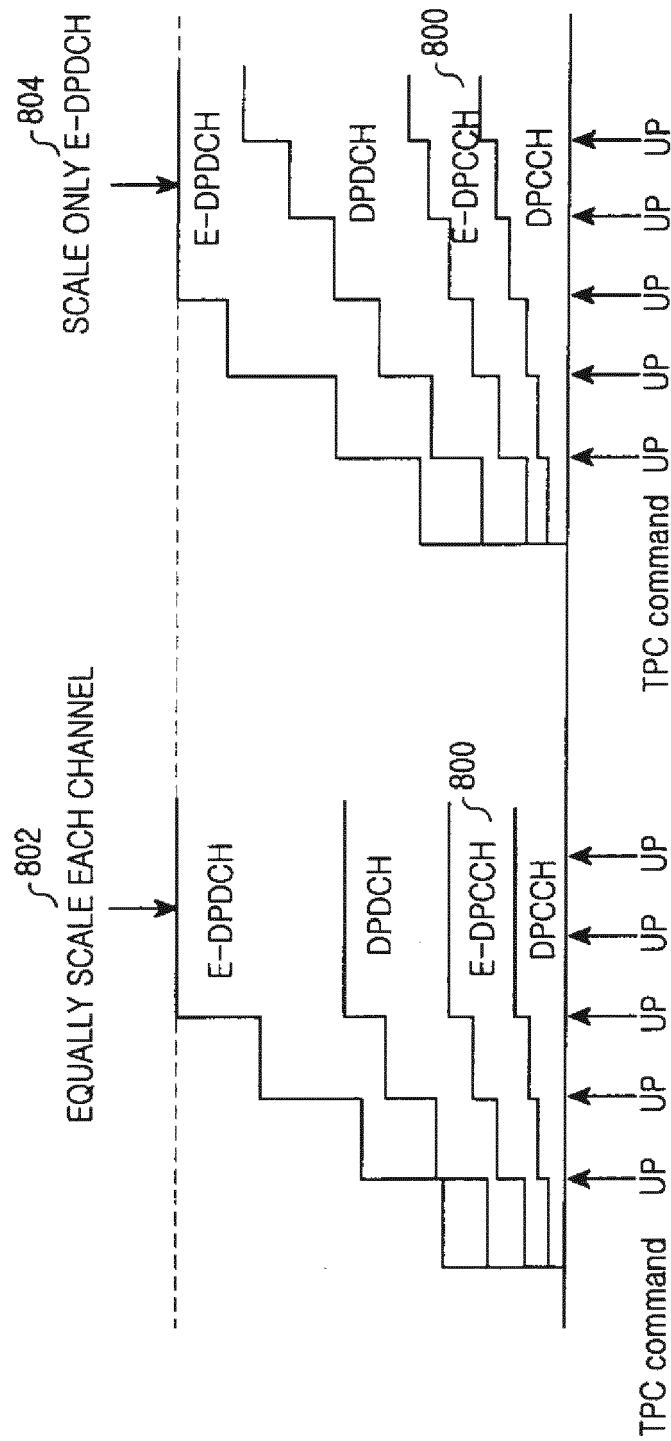 802
EQUALLY SCALE EACH CHANNEL
E-DPDCH
DPDCH
E-DPCCH
800
DPCCH
TPC command
UP
UP
UP
UP
UP
804
SCALE ONLY E-DPDCH
E-DPDCH
DPDCH
E-DPCCH
800
DPCCH
TPC command
UP
UP
UP
UP
UP